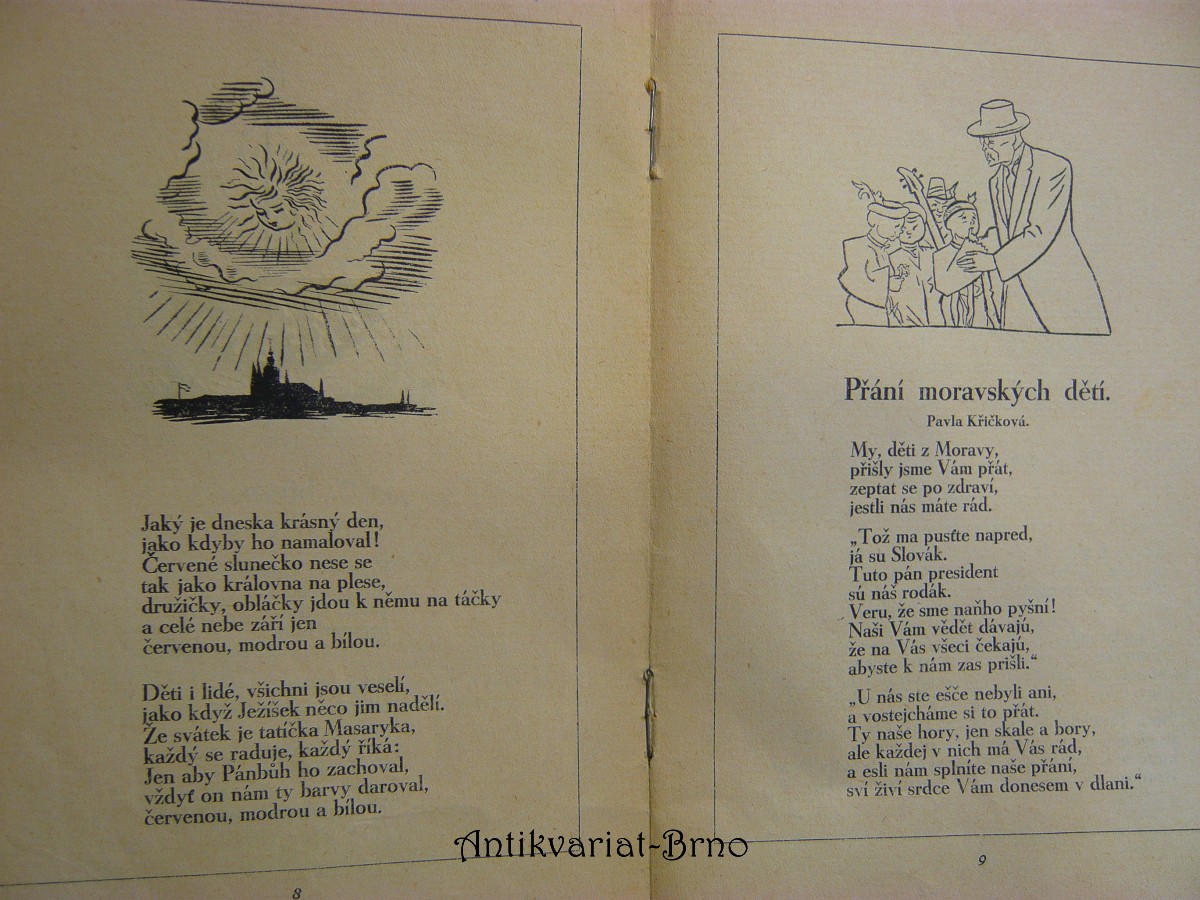 Jaký je dneska krásný den,
jako kdyby ho namaloval!
Červené slunečko nese se
tak jako královna na plese,
družičky, obláčky jdou k němu na táčky
a celé nebe září jen
červenou, modrou a bílou.
Děti i lidé, všichni jsou veselí,
jako když Ježíšek něco jim nadělí.
Že svátek je tatíčka Masaryka,
každý se raduje, každý říká:
Jen aby Pánbůh ho zachoval,
vždyť on nám ty barvy daroval,
červenou, modrou a bílou.
8
Přání moravských dětí.
Pavla Křičková.
My, děti z Moravy,
přišly jsme Vám přát,
zeptat se po zdraví,
jestli nás máte rád.
„Tož ma pusťte napred,
já su Slovák.
Tuto pán president
sú náš rodák.
Veru, že sme naňho pyšní!
Naši Vám vědět dávajú,
že na Vás všeci čekajú,
abyste k nám zas prišli.“
„U nás ste ešče nebyli ani,
a vostejcháme si to přát.
Ty naše hory, jen skale a bory,
ale každej v nich má Vás rád,
a esli nám splníte naše přání,
sví živí srdce Vám donesem v dlani.“
9
Antikvariat-Brno